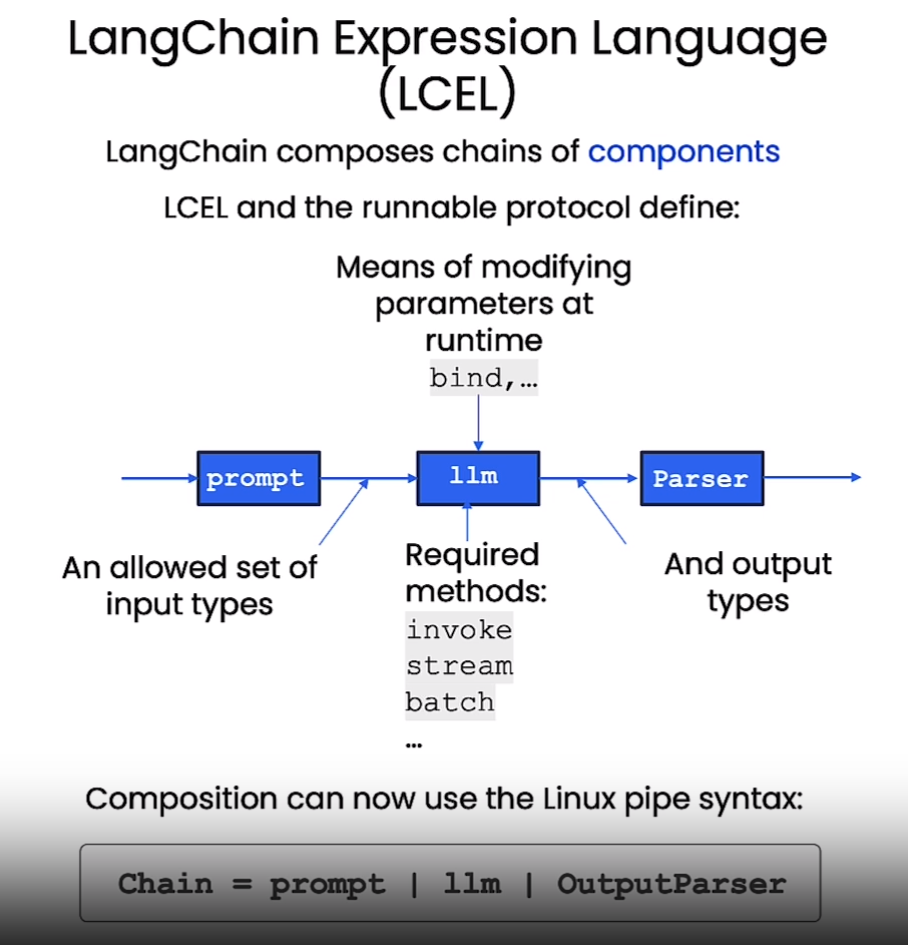 LangChain Expression Language
(LCEL)
LangChain composes chains of components
LCEL and the runnable protocol define:
Means of modifying
parameters at
runtime
bind,…
prompt
llm
Parser
An allowed set of
input types
Required
methods:
invoke
stream
batch
…
And output
types
Composition can now use the Linux pipe syntax:
Chain = prompt | llm | OutputParser